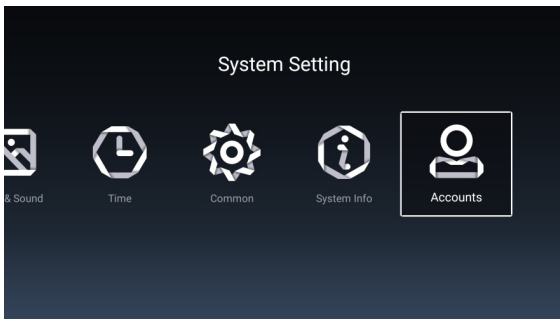 System Setting
& Sound
Time
Common
System Info
Accounts